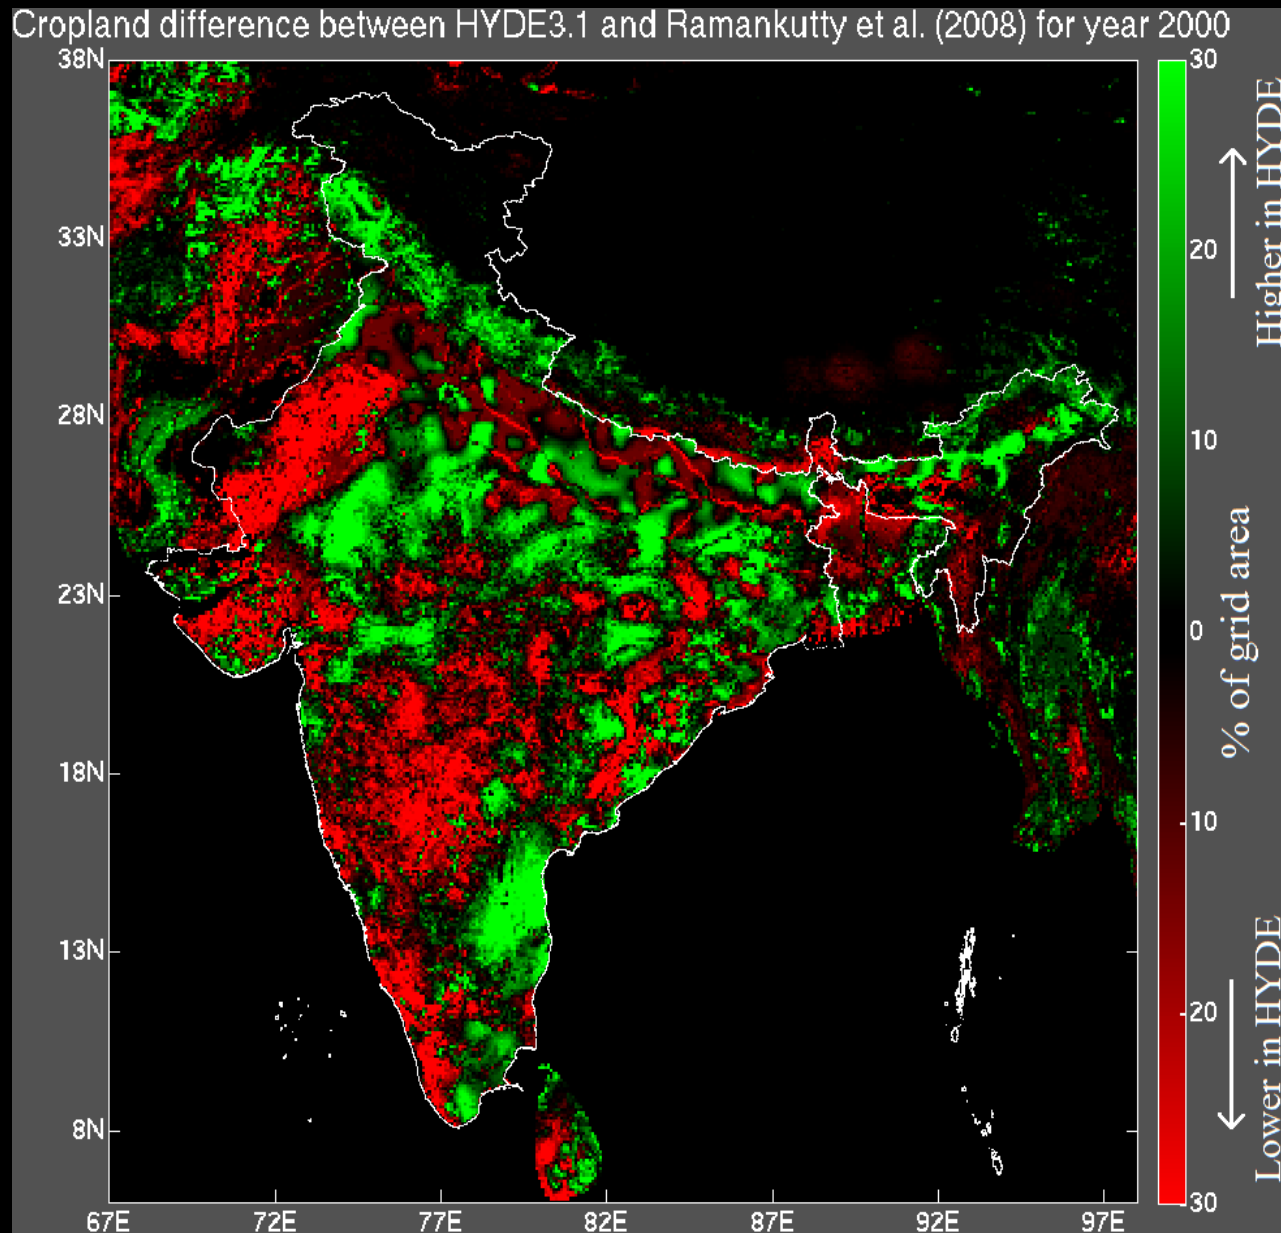 Cropland difference between HYDE3.1 and Ramankutty et al. (2008) for year 2000
38N
33N
28N
23N
18N
13N
8N
67E 72E 77E 82E 87E 92E 97E
30
20
10
0
-10
-20
-30
% of grid area
Higher in HYDE
Lower in HYDE